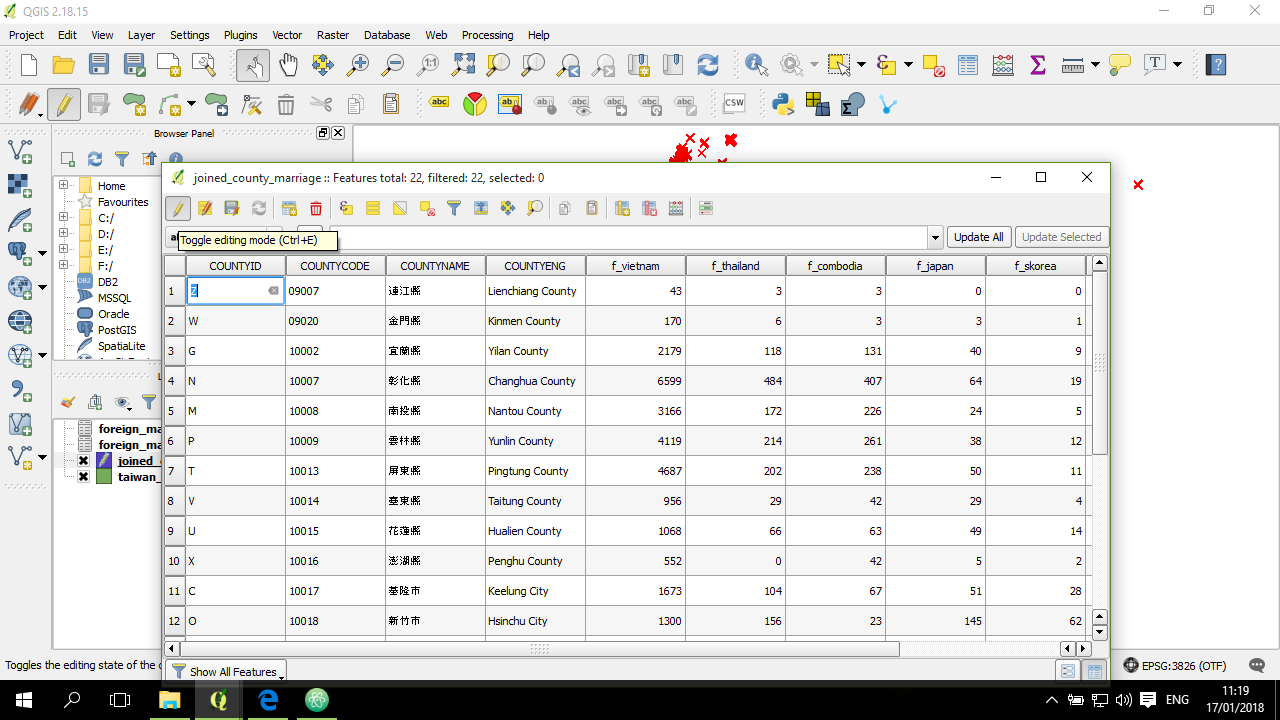 QGIS 2.18.15
Project Edit View Layer Settings Plugins Vector Raster Database Web Processing Help
Browser Panel
Home
Favourites
C:/
D:/
E:/
F:/
DB2
MSSQL
Oracle
PostGIS
SpatiaLite
foreign_ma
foreign_ma
joined_
taiwan_
joined_county_marriage :: Features total: 22, filtered: 22, selected: 0
Toggle editing mode (Ctrl+E)
Update All Update Selected
COUNTYID COUNTYCODE COUNTYNAME COUNTYENG f_vietnam f_thailand f_combodia f_japan f_skorea
1 Z 09007 連江縣 Lienchiang County 43 3 3 0 0
2 W 09020 金門縣 Kinmen County 170 6 3 3 1
3 G 10002 宜蘭縣 Yilan County 2179 118 131 40 9
4 N 10007 彰化縣 Changhua County 6599 484 407 64 19
5 M 10008 南投縣 Nantou County 3166 172 226 24 5
6 P 10009 雲林縣 Yunlin County 4119 214 261 38 12
7 T 10013 屏東縣 Pingtung County 4687 202 238 50 11
8 V 10014 臺東縣 Taitung County 956 29 42 29 4
9 U 10015 花蓮縣 Hualien County 1068 66 63 49 14
10 X 10016 澎湖縣 Penghu County 552 0 42 5 2
11 C 10017 基隆市 Keelung City 1673 104 67 51 28
12 O 10018 新竹市 Hsinchu City 1300 156 23 145 62
Show All Features
Toggles the editing state of the
EPSG:3826 (OTF)
ENG
11:19
17/01/2018